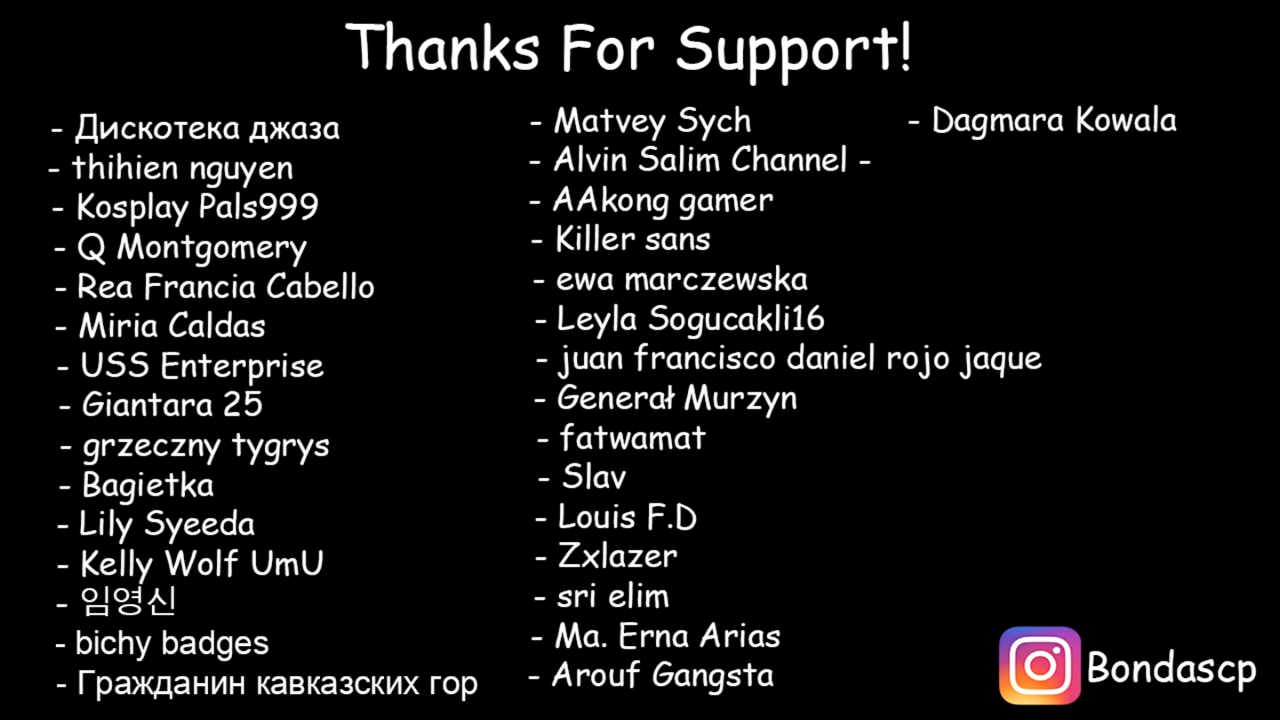 Thanks For Support!
- Дискотека джаза
- thihien nguyen
- Kosplay Pals999
- Q Montgomery
- Rea Francia Cabello
- Miria Caldas
- USS Enterprise
- Giantara 25
- grzeczny tygrys
- Bagietka
- Lily Syeeda
- Kelly Wolf UmU
- 임영신
- bichy badges
- Гражданин кавказских гор
- Matvey Sych
- Alvin Salim Channel -
- AAkong gamer
- Killer sans
- ewa marczewska
- Leyla Sogucakli16
- juan francisco daniel rojo jaque
- Generał Murzyn
- fatwamat
- Slav
- Louis F.D
- Zxlazer
- sri elim
- Ma. Erna Arias
- Arouf Gangsta
- Dagmara Kowala
Bondascp